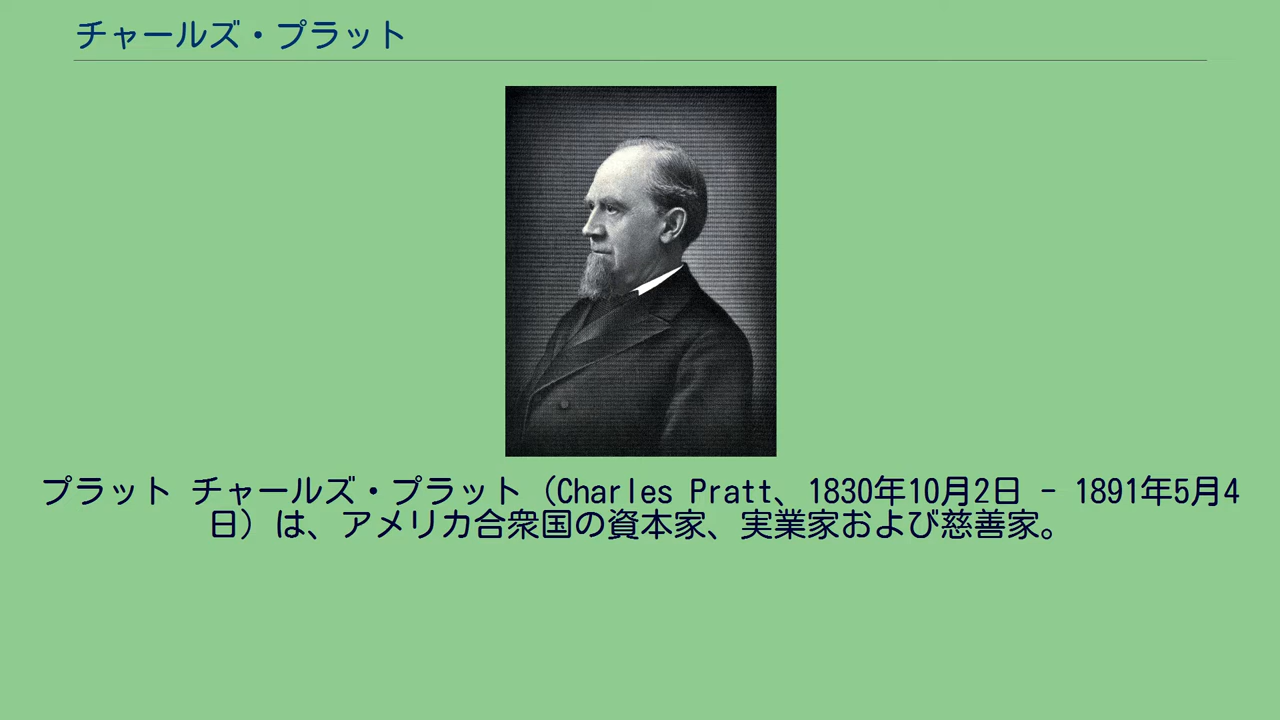 チャールズ・プラット
プラット チャールズ・プラット（Charles Pratt、1830年10月2日 - 1891年5月4
日）は、アメリカ合衆国の資本家、実業家および慈善家。